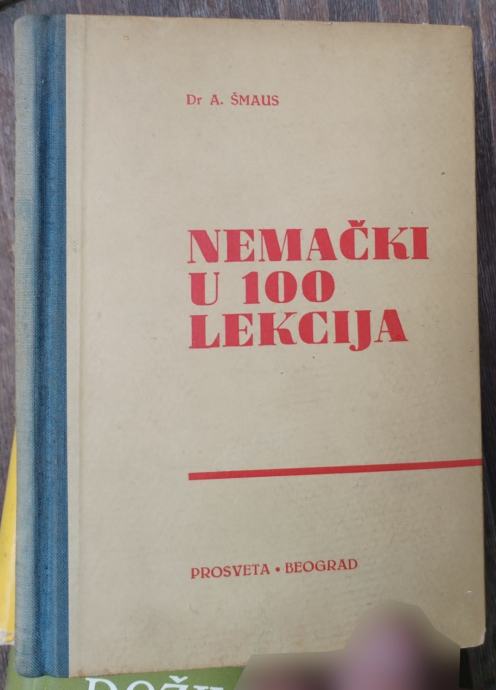 Dr A. ŠMAUS
NEMAČKI
U 100
LEKCIJA
PROSVETA • BEOGRAD